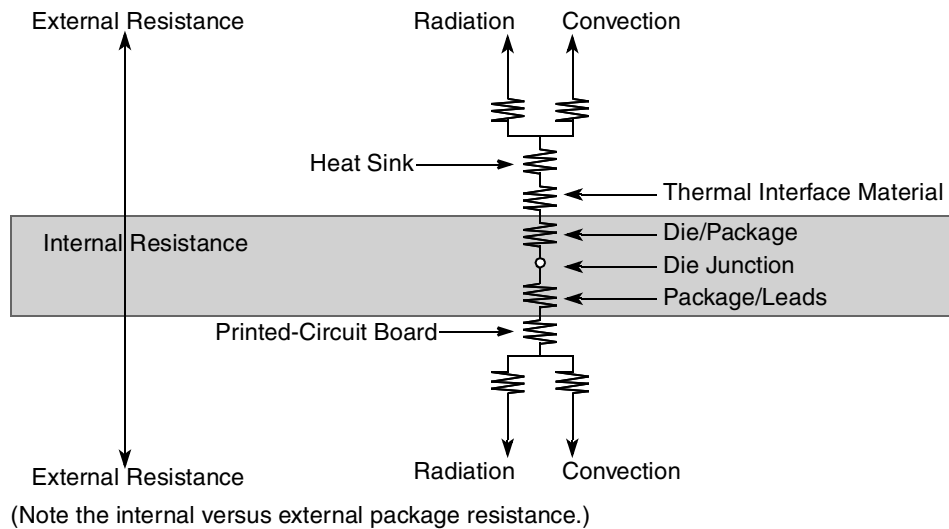 External Resistance
Radiation
Convection
Heat Sink
Thermal Interface Material
Internal Resistance
Die/Package
Die Junction
Package/Leads
Printed-Circuit Board
External Resistance
Radiation
Convection
(Note the internal versus external package resistance.)